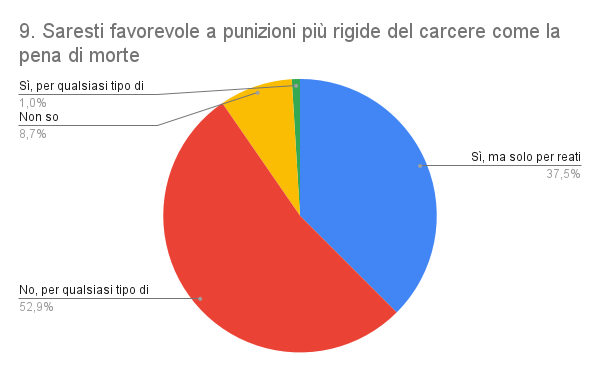 9. Saresti favorevole a punizioni più rigide del carcere come la
pena di morte
Sì, per qualsiasi tipo di
1,0%
Non so
8,7%
Sì, ma solo per reati
37,5%
No, per qualsiasi tipo di
52,9%